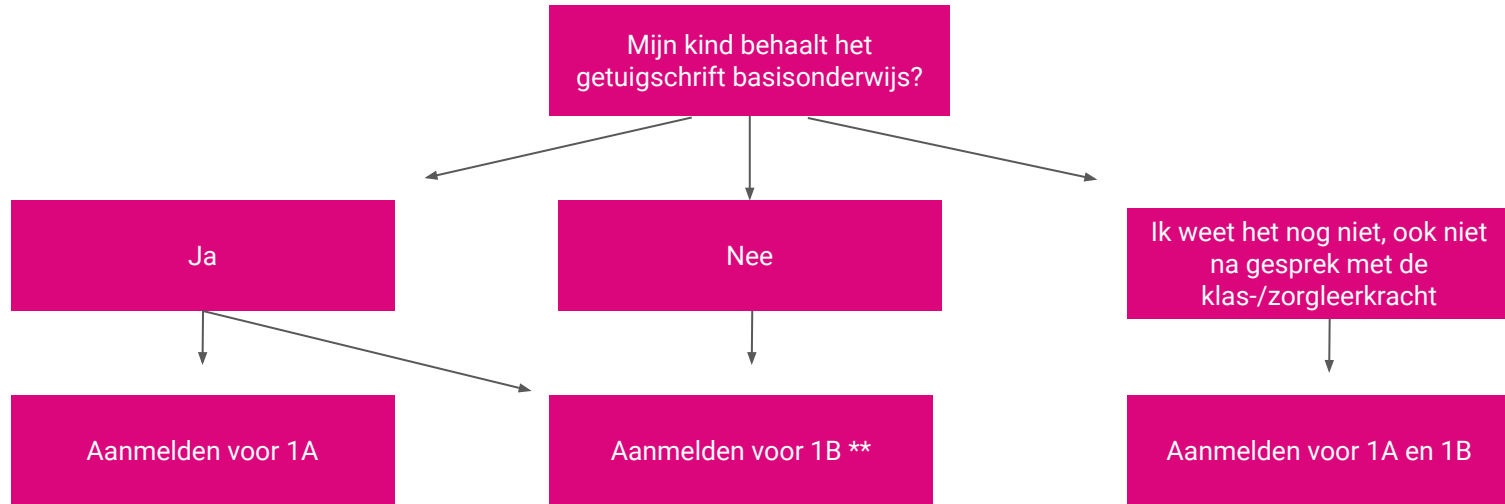 Mijn kind behaalt het
getuigschrift basisonderwijs?
Ja
Nee
Ik weet het nog niet, ook niet
na gesprek met de
klas-/zorgleerkracht
Aanmelden voor 1A
Aanmelden voor 1B **
Aanmelden voor 1A en 1B